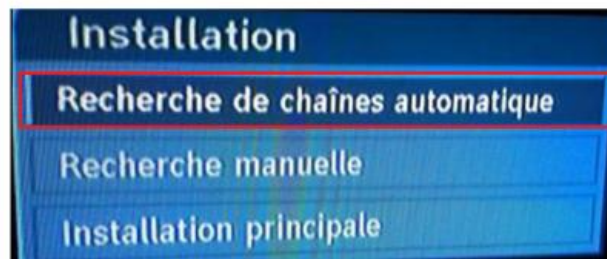 Installation
Recherche de chaînes automatique
Recherche manuelle
Installation principale